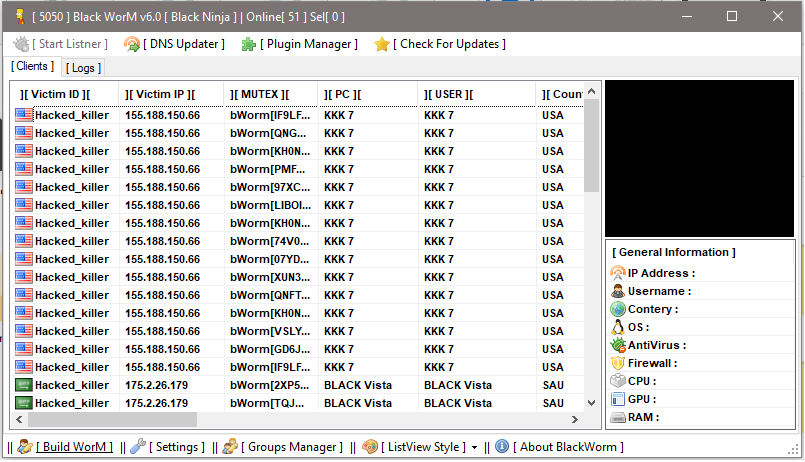 [ 5050 ] Black WorM v6.0 [ Black Ninja ] | Online[ 51 ] Sel[ 0 ]
[ Start Listner ] [ DNS Updater ] [ Plugin Manager ] [ Check For Updates ]
[ Clients ] [ Logs ]
][ Victim ID ][ ][ Victim IP ][ ][ MUTEX ][ ][ PC ][ ][ USER ][ ][ Coun
Hacked_killer 155.188.150.66 bWorm[IF9LF... KKK 7 KKK 7 USA
Hacked_killer 155.188.150.66 bWorm[QNG... KKK 7 KKK 7 USA
Hacked_killer 155.188.150.66 bWorm[KH0N... KKK 7 KKK 7 USA
Hacked_killer 155.188.150.66 bWorm[PMF... KKK 7 KKK 7 USA
Hacked_killer 155.188.150.66 bWorm[97XC... KKK 7 KKK 7 USA
Hacked_killer 155.188.150.66 bWorm[LIBOI... KKK 7 KKK 7 USA
Hacked_killer 155.188.150.66 bWorm[KH0N... KKK 7 KKK 7 USA
Hacked_killer 155.188.150.66 bWorm[74V0... KKK 7 KKK 7 USA
Hacked_killer 155.188.150.66 bWorm[07YD... KKK 7 KKK 7 USA
Hacked_killer 155.188.150.66 bWorm[XUN3... KKK 7 KKK 7 USA
Hacked_killer 155.188.150.66 bWorm[QNFT... KKK 7 KKK 7 USA
Hacked_killer 155.188.150.66 bWorm[KH0N... KKK 7 KKK 7 USA
Hacked_killer 155.188.150.66 bWorm[VSLY... KKK 7 KKK 7 USA
Hacked_killer 155.188.150.66 bWorm[GD6J... KKK 7 KKK 7 USA
Hacked_killer 155.188.150.66 bWorm[IF9LF... KKK 7 KKK 7 USA
Hacked_killer 175.2.26.179 bWorm[2XP5... BLACK Vista BLACK Vista SAU
Hacked_killer 175.2.26.179 bWorm[TQJ... BLACK Vista BLACK Vista SAU
[ General Information ]
IP Address :
Username :
Contery :
OS :
AntiVirus :
Firewall :
CPU :
GPU :
RAM :
|| [ Build WorM ] || [ Settings ] || [ Groups Manager ] || [ ListView Style ] || [ About BlackWorm ]